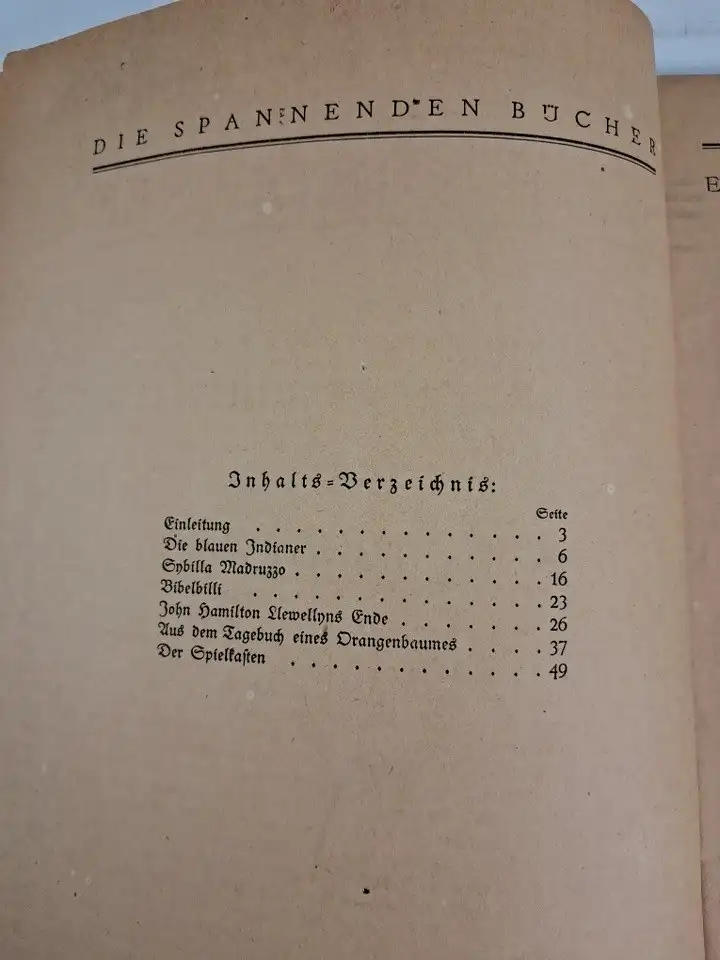 DIE SPANNENDEN BÜCHER
Inhalts-Verzeichnis:
Seite
Einleitung . . . . . . . . . . . . . . 3
Die blauen Indianer . . . . . . . . . . . 6
Sybilla Madruzzo . . . . . . . . . . . . 16
Bibelbilli . . . . . . . . . . . . . . 23
John Hamilton Llewellyns Ende . . . . . . . 26
Aus dem Tagebuch eines Orangenbaumes . . . . 37
Der Spielkasten . . . . . . . . . . . . 49
E